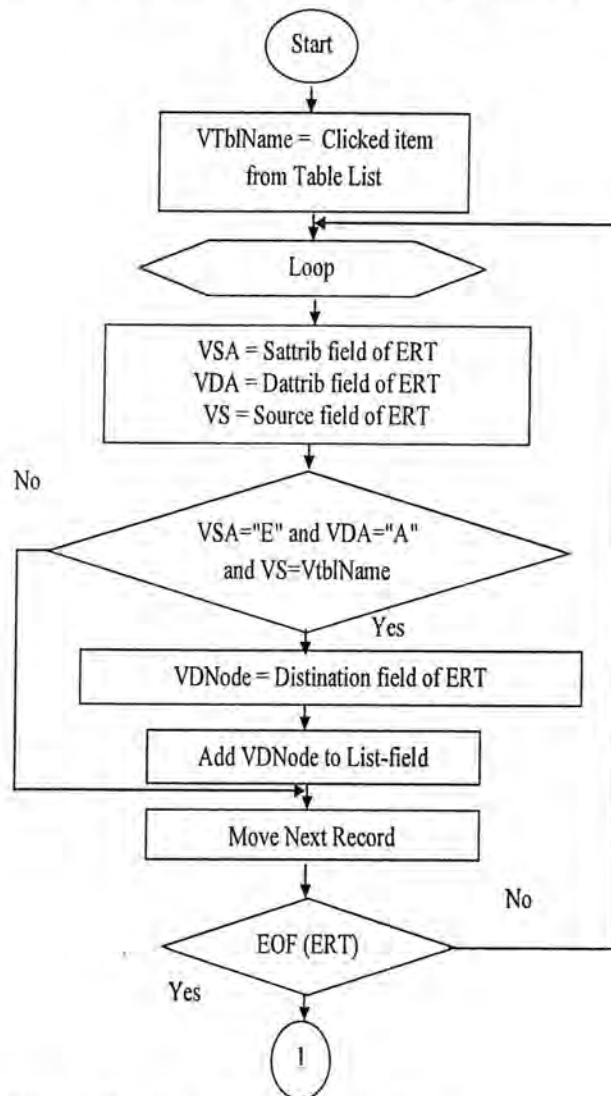 Start
VTblName = Clicked item
from Table List
Loop
VSA = Sattrib field of ERT
VDA = Dattrib field of ERT
VS = Source field of ERT
No
VSA="E" and VDA="A"
and VS=VtblName
Yes
VDNode = Distination field of ERT
Add VDNode to List-field
Move Next Record
No
EOF (ERT)
Yes
1